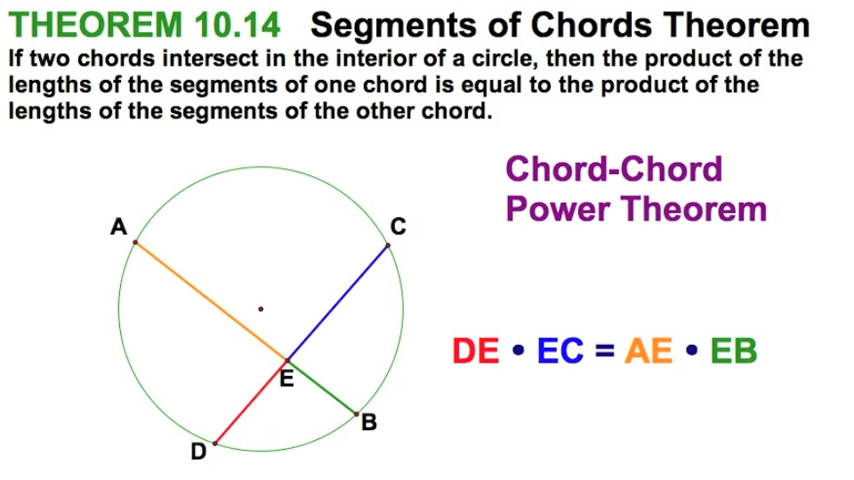 THEOREM 10.14 Segments of Chords Theorem
If two chords intersect in the interior of a circle, then the product of the
lengths of the segments of one chord is equal to the product of the
lengths of the segments of the other chord.
Chord-Chord
Power Theorem
A
C
DE • EC = AE • EB
E
B
D